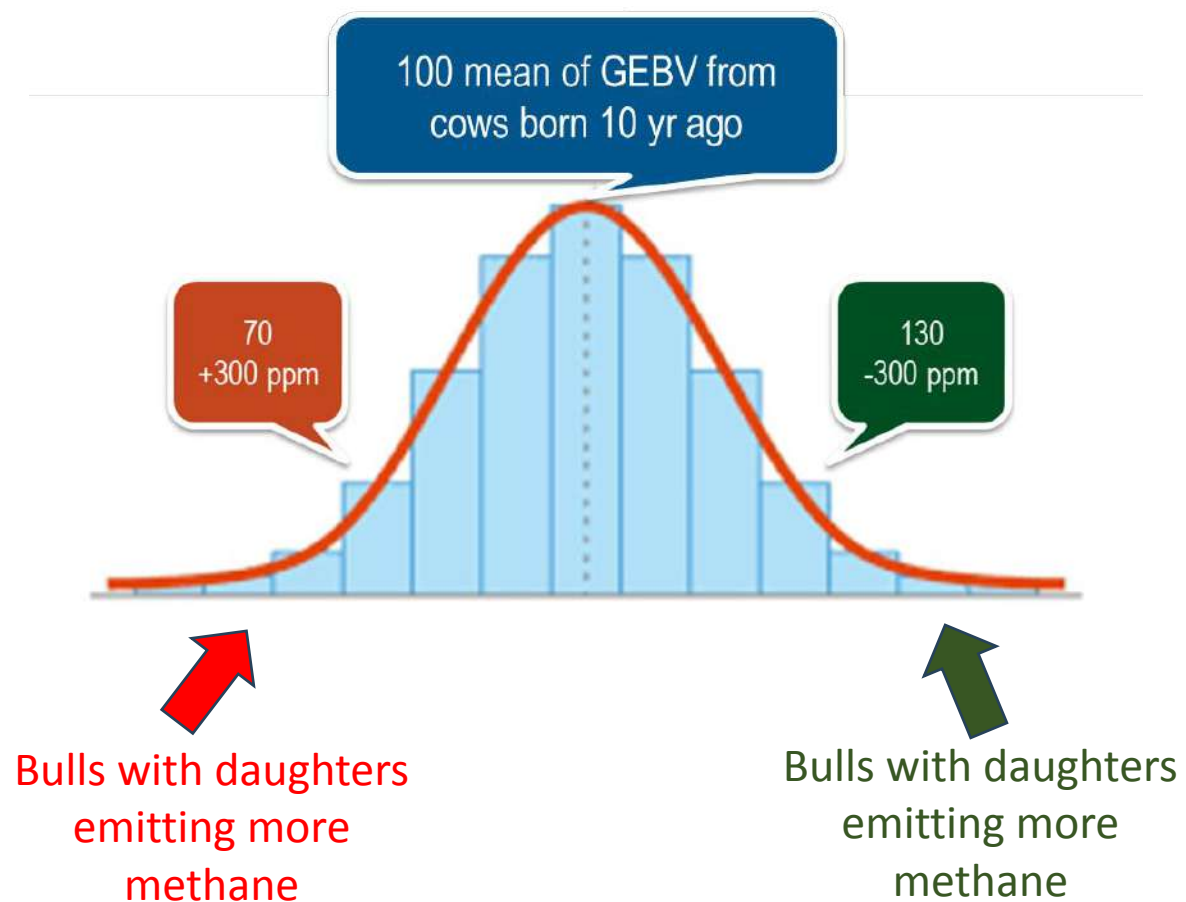 100 mean of GEBV from
cows born 10 yr ago
70
+300 ppm
130
-300 ppm
Bulls with daughters
emitting more
methane
Bulls with daughters
emitting more
methane